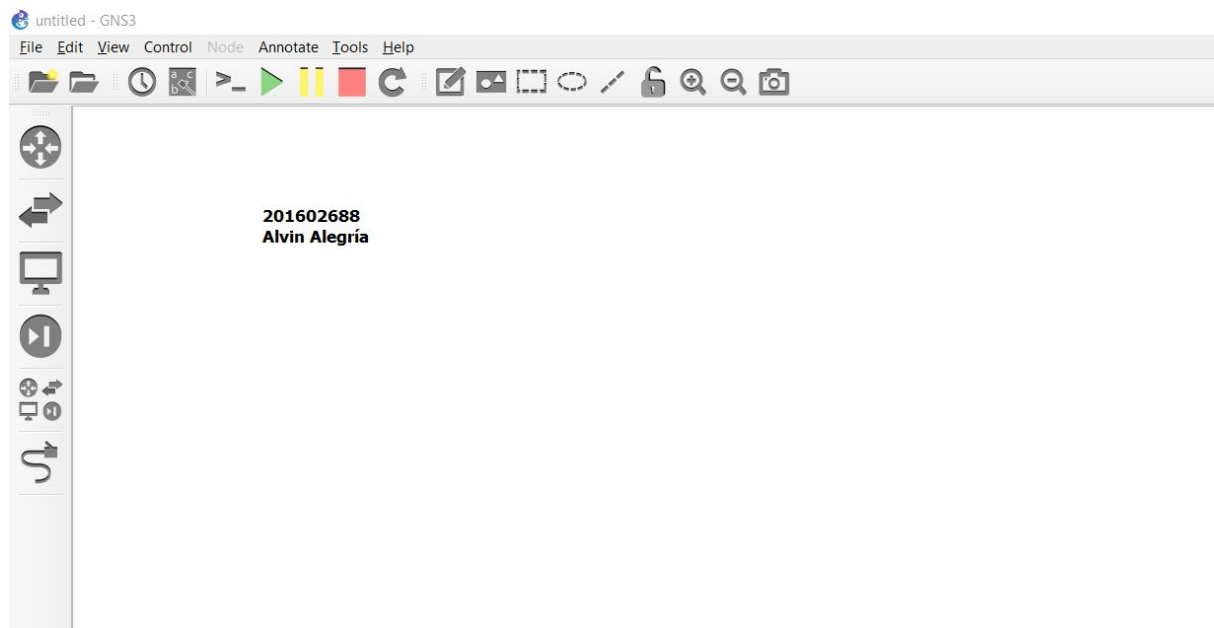 untitled - GNS3
File Edit View Control Node Annotate Tools Help
201602688
Alvin Alegría